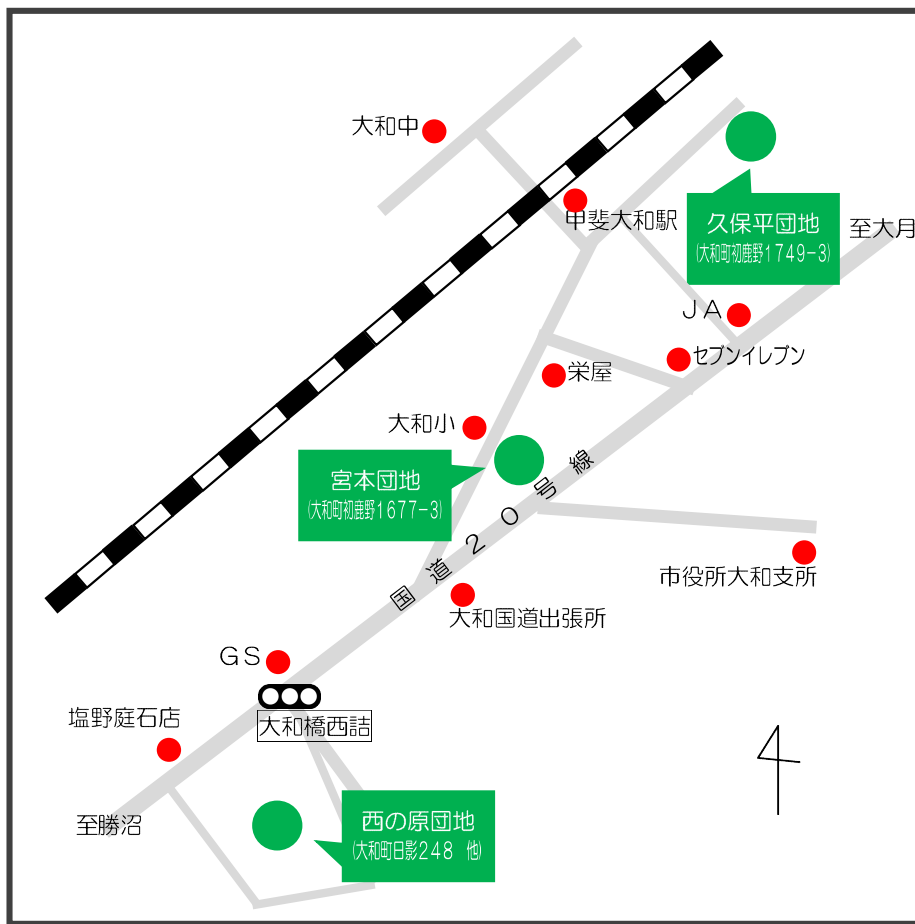 大和中
甲斐大和駅
久保平団地
(大和町初鹿野1749-3)
至大月
JA
セブンイレブン
栄屋
大和小
宮本団地
(大和町初鹿野1677-3)
国道20号線
市役所大和支所
大和国道出張所
GS
大和橋西詰
塩野庭石店
至勝沼
西の原団地
(大和町日影248 他)